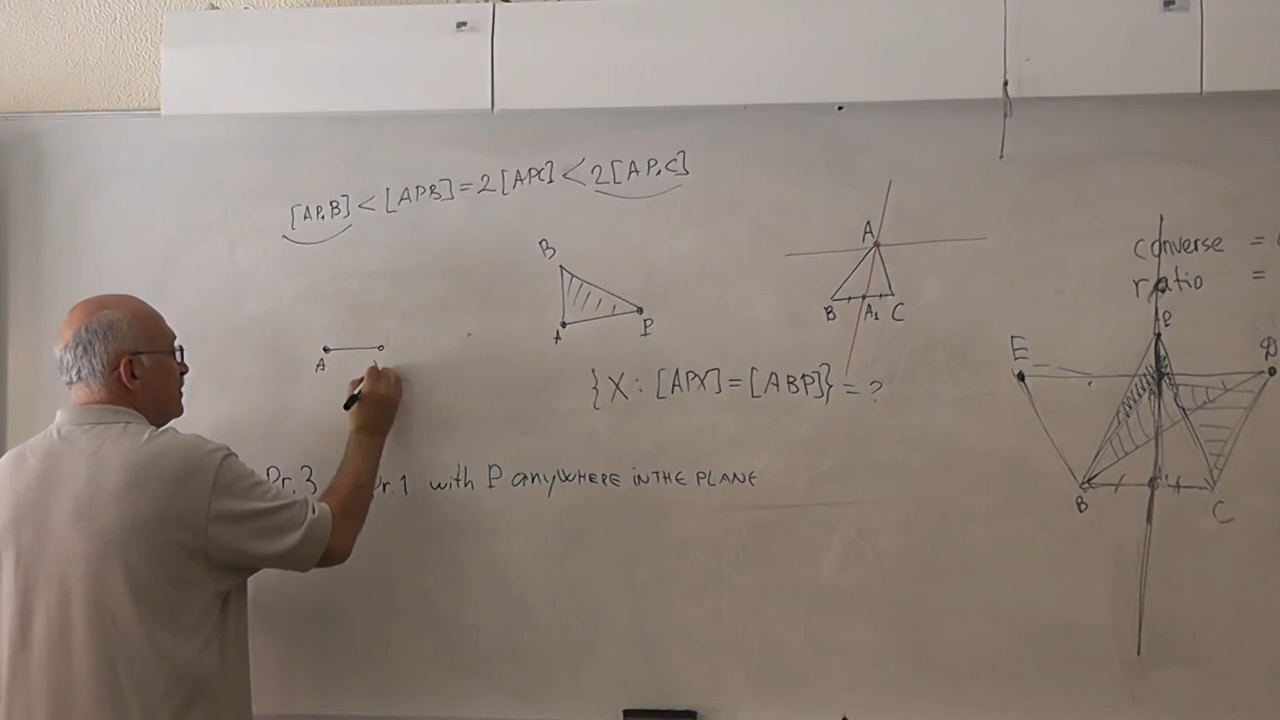 [AP₁B] < [APB] = 2[APC] < 2[AP₁C]
B
A
P
A
B A₁ C
converse =
ratio =
P
E
D
A
{X : [APX] = [ABP]} = ?
Pr. 3 Pr. 1 with P anyWHERE IN THE PLANE
B
C